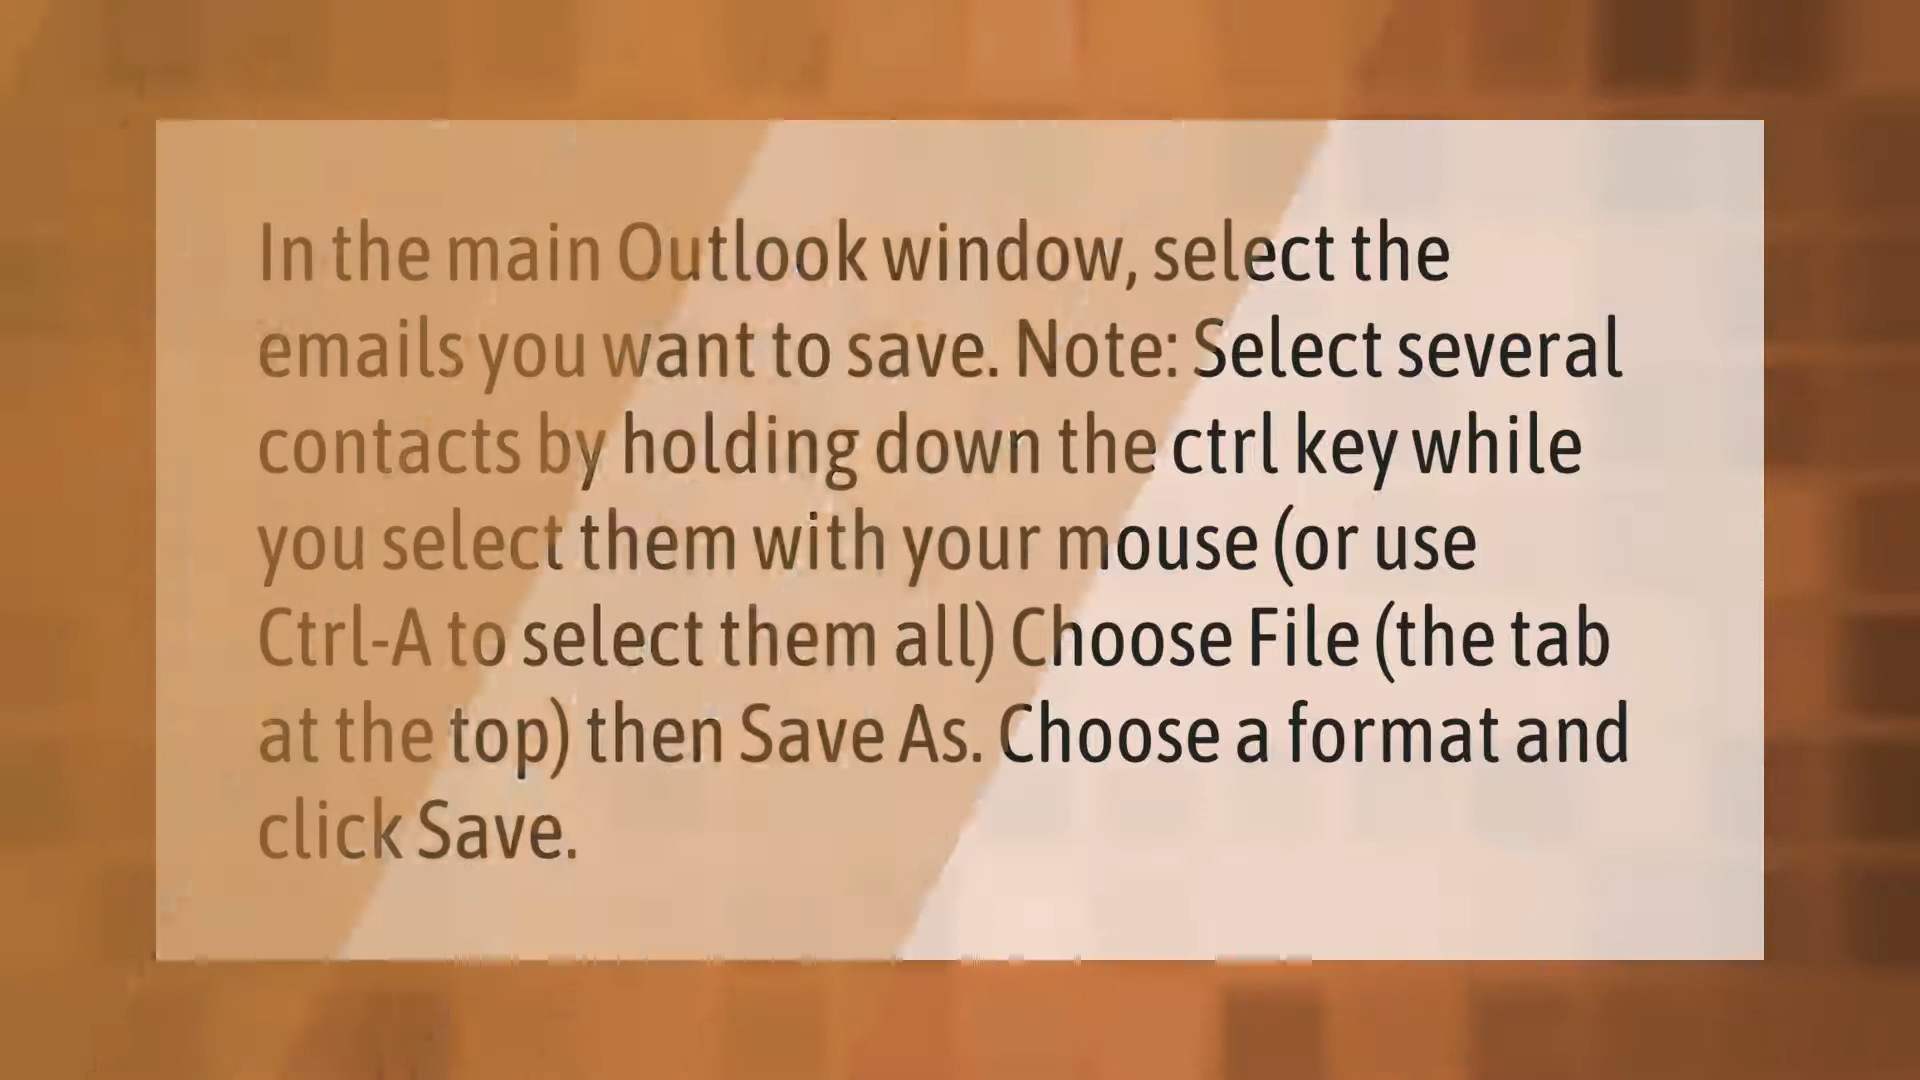 In the main Outlook window, select the
emails you want to save. Note: Select several
contacts by holding down the ctrl key while
you select them with your mouse (or use
Ctrl-A to select them all) Choose File (the tab
at the top) then Save As. Choose a format and
click Save.